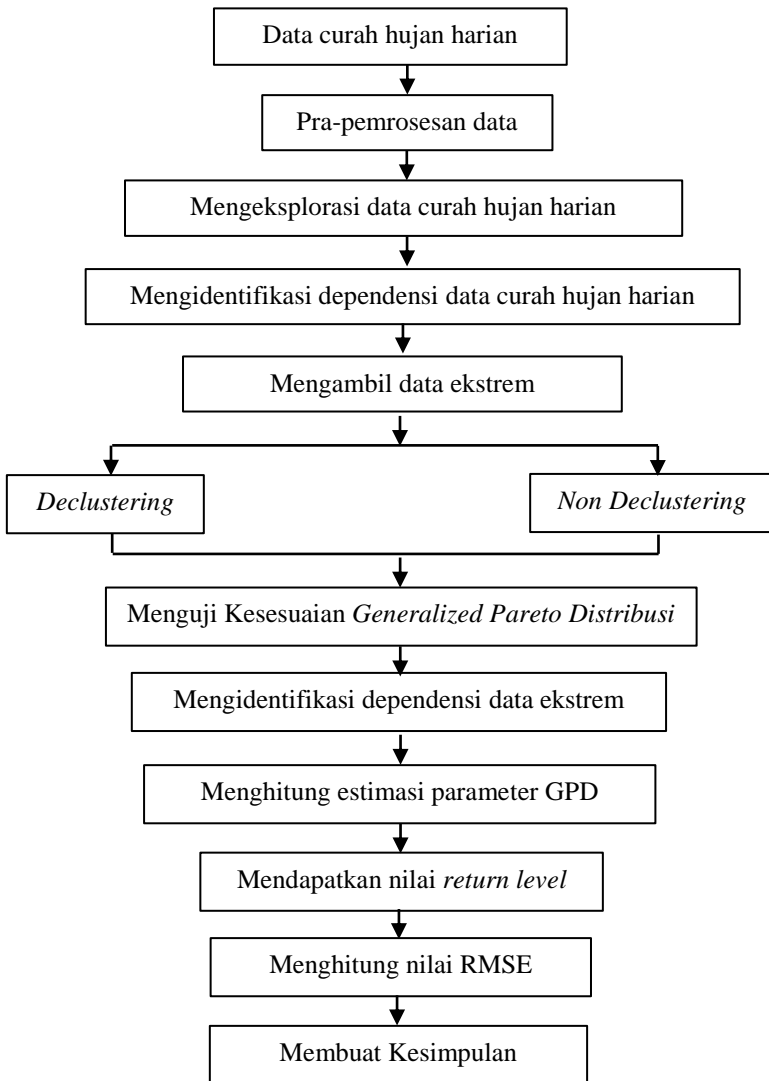 Data curah hujan harian
Pra-pemrosesan data
Mengeksplorasi data curah hujan harian
Mengidentifikasi dependensi data curah hujan harian
Mengambil data ekstrem
Declustering
Non Declustering
Menguji Kesesuaian Generalized Pareto Distribusi
Mengidentifikasi dependensi data ekstrem
Menghitung estimasi parameter GPD
Mendapatkan nilai return level
Menghitung nilai RMSE
Membuat Kesimpulan